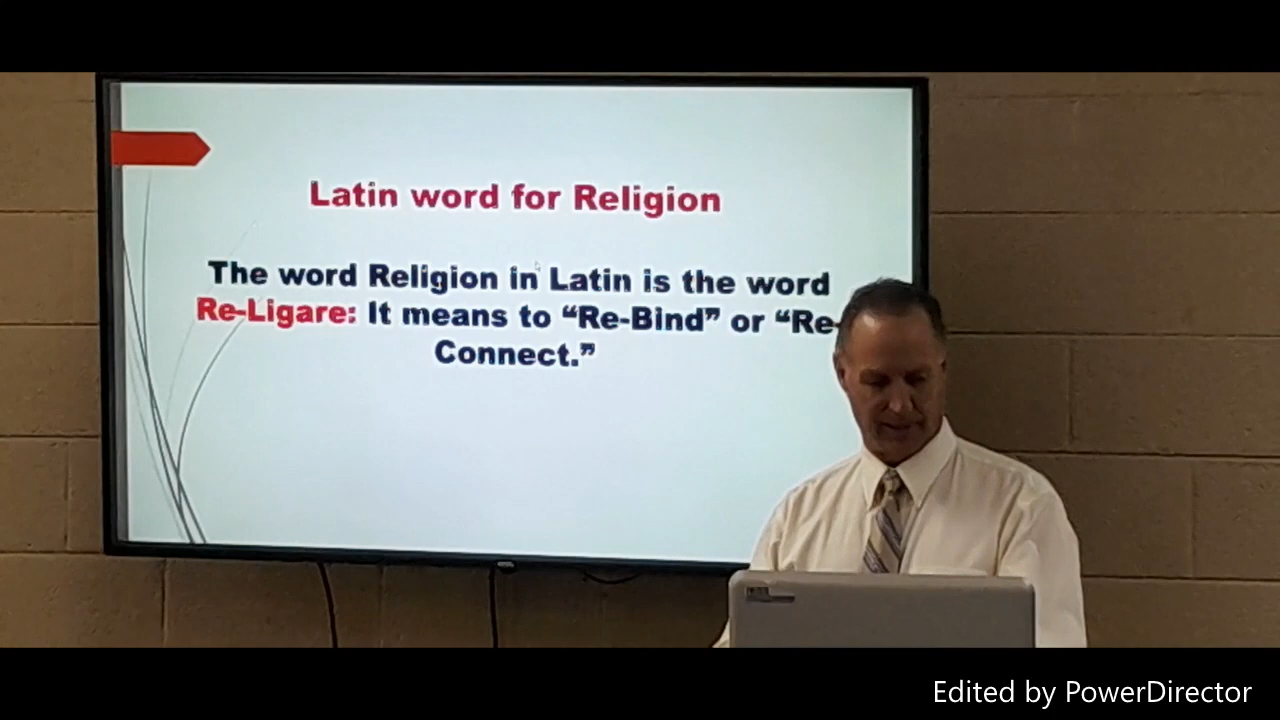 Latin word for Religion
The word Religion in Latin is the word
Re-Ligare: It means to “Re-Bind” or “Re-
Connect.”
Edited by PowerDirector